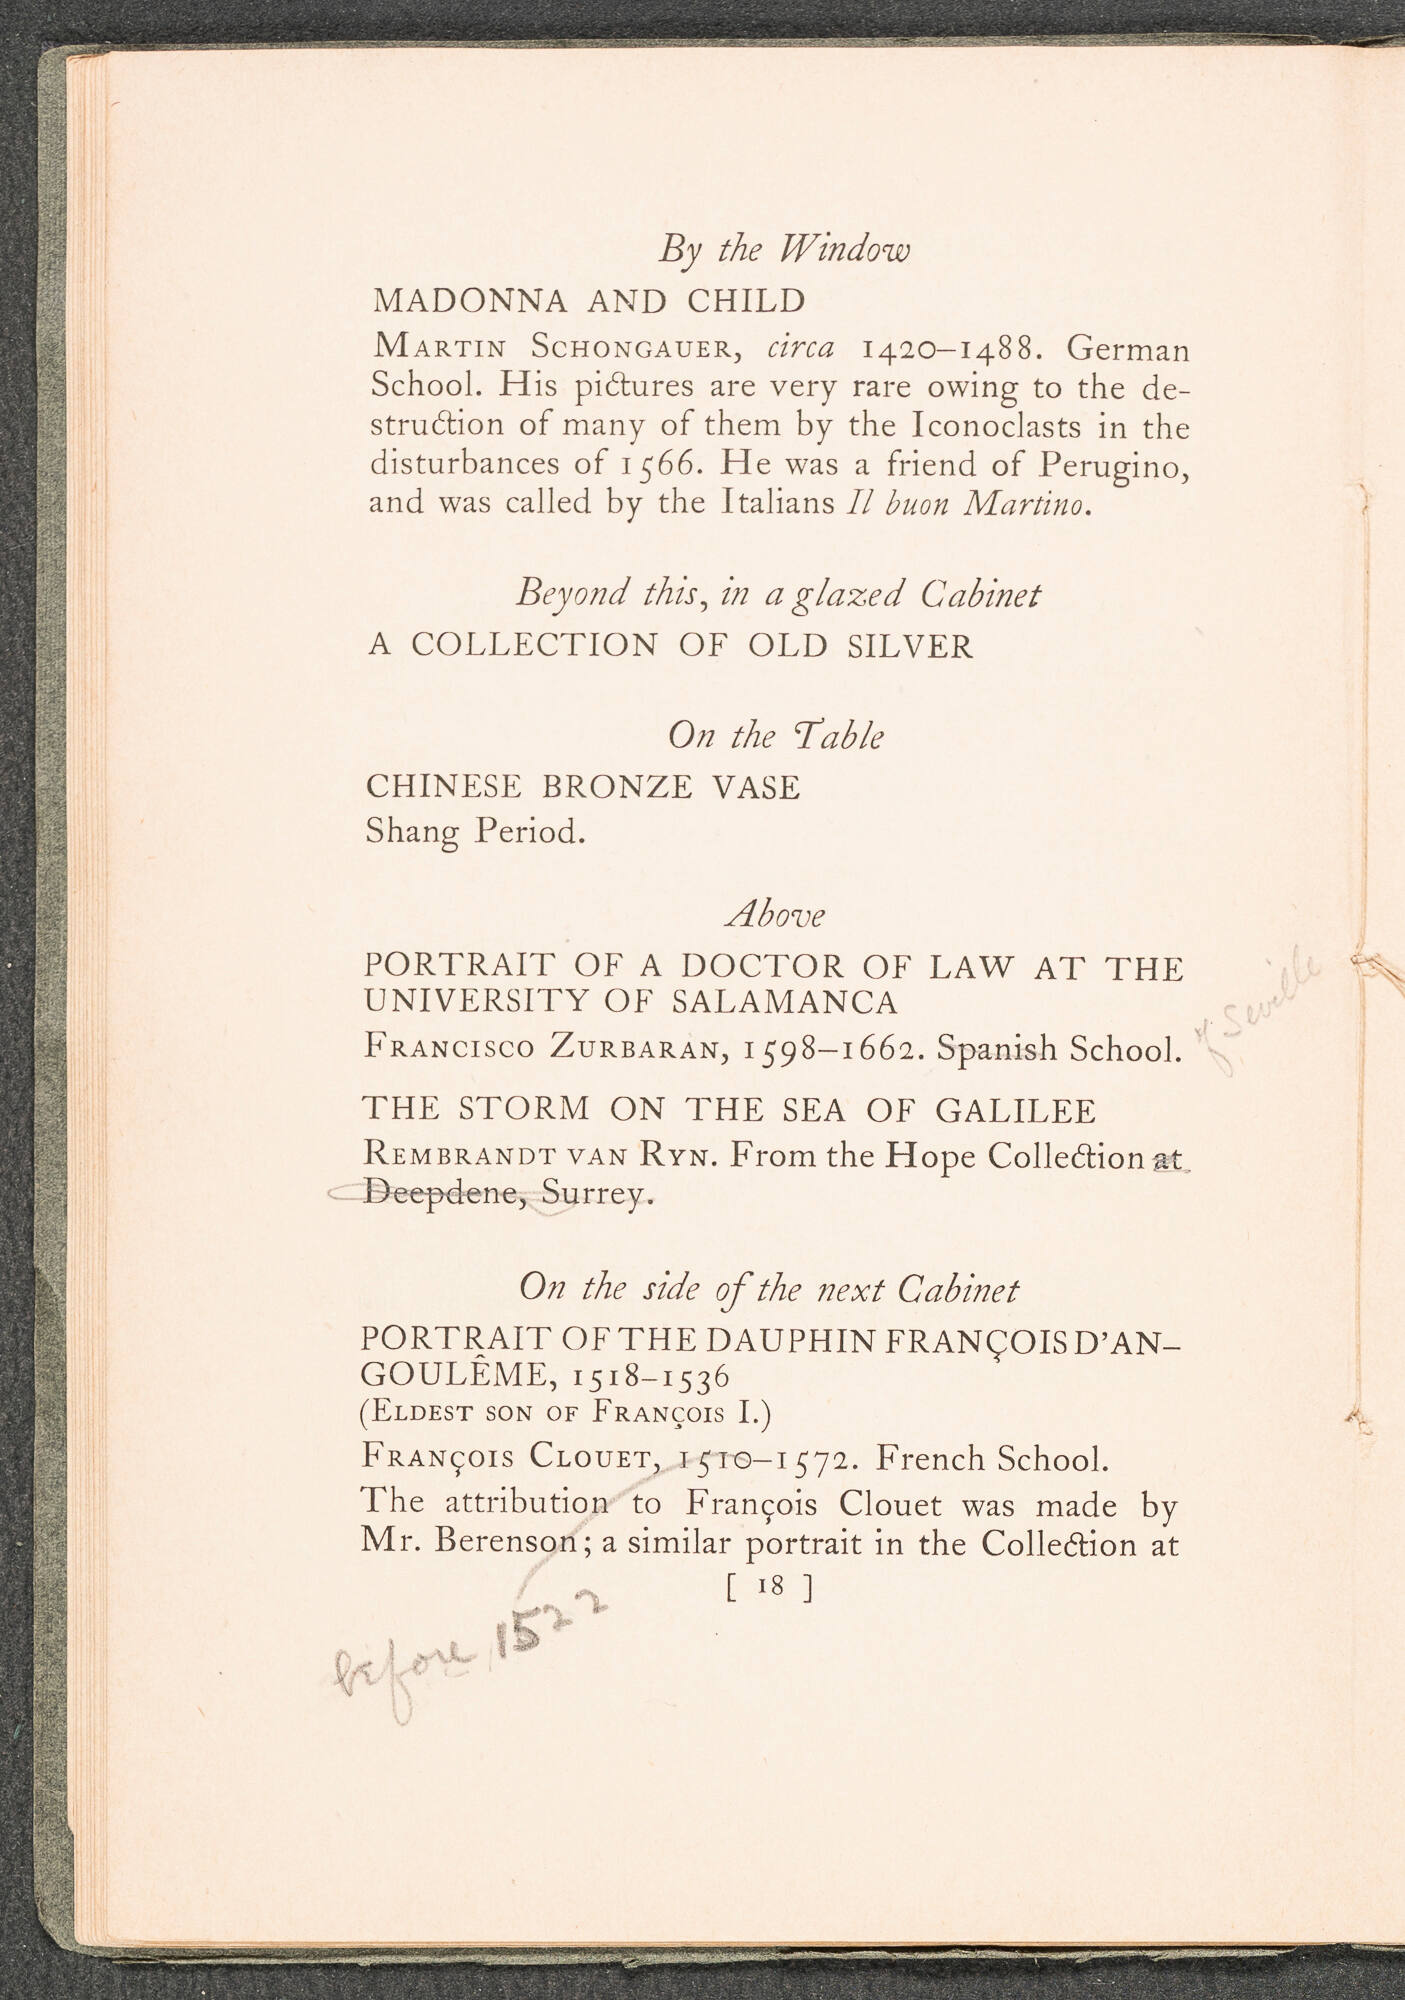 By the Window
MADONNA AND CHILD
MARTIN SCHONGAUER, circa 1420–1488. German
School. His pictures are very rare owing to the de-
struction of many of them by the Iconoclasts in the
disturbances of 1566. He was a friend of Perugino,
and was called by the Italians Il buon Martino.
Beyond this, in a glazed Cabinet
A COLLECTION OF OLD SILVER
On the Table
CHINESE BRONZE VASE
Shang Period.
Above
PORTRAIT OF A DOCTOR OF LAW AT THE
UNIVERSITY OF SALAMANCA
FRANCISCO ZURBARAN, 1598–1662. Spanish School.
of Seville
THE STORM ON THE SEA OF GALILEE
REMBRANDT VAN RYN. From the Hope Collection at
Deepdene, Surrey.
On the side of the next Cabinet
PORTRAIT OF THE DAUPHIN FRANÇOIS D'AN-
GOULÊME, 1518–1536
(ELDEST SON OF FRANÇOIS I.)
FRANÇOIS CLOUET, 1510–1572. French School.
The attribution to François Clouet was made by
Mr. Berenson; a similar portrait in the Collection at
[ 18 ]
before 1522